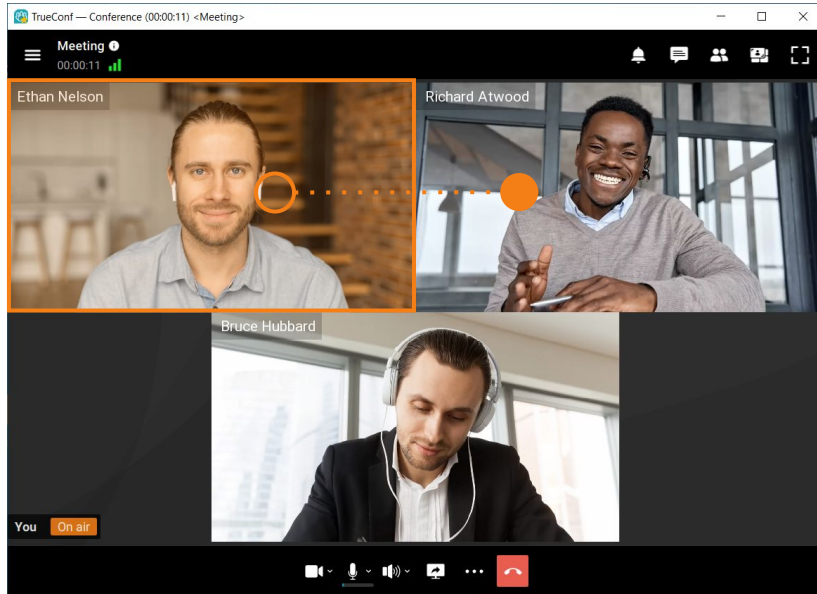 TrueConf — Conference (00:00:11) <Meeting>
Meeting
00:00:11
Ethan Nelson
Richard Atwood
Bruce Hubbard
You On air